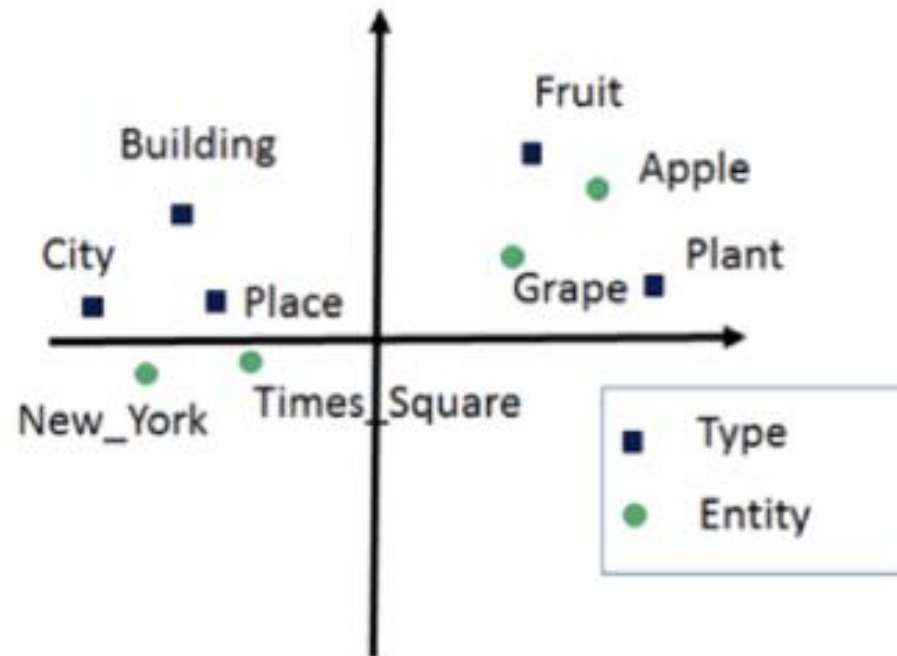 Fruit
Building
Apple
City
Plant
Grape
Place
Times_Square
New_York
Type
Entity